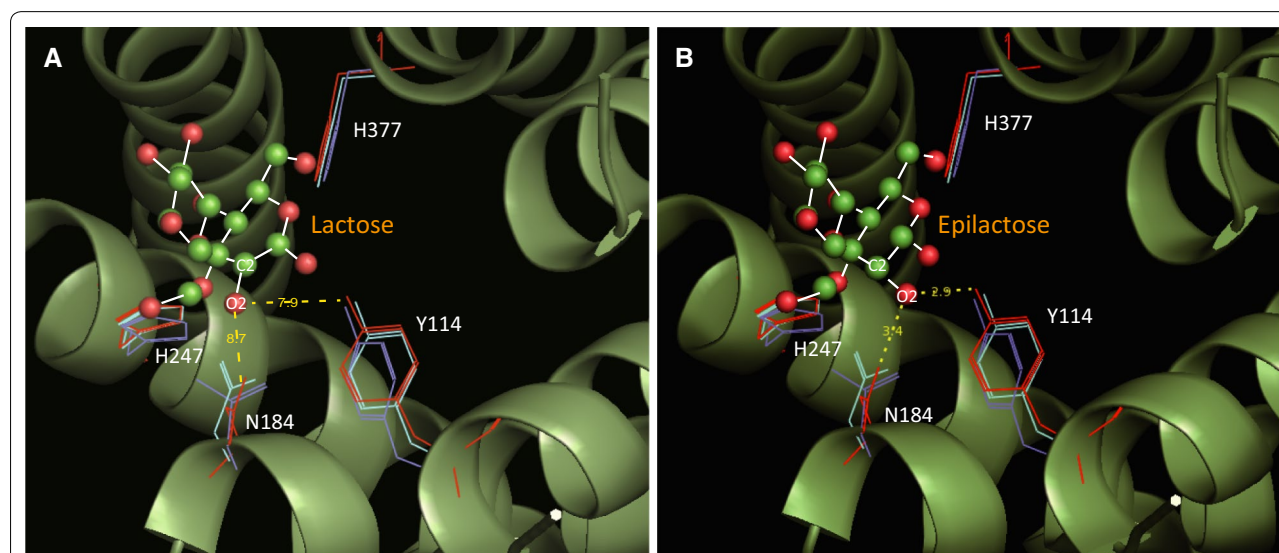 A
H377
Lactose
C2
O2
7.9
8.7
Y114
H247
N184
B
H377
Epilactose
C2
O2
2.9
3.4
Y114
H247
N184